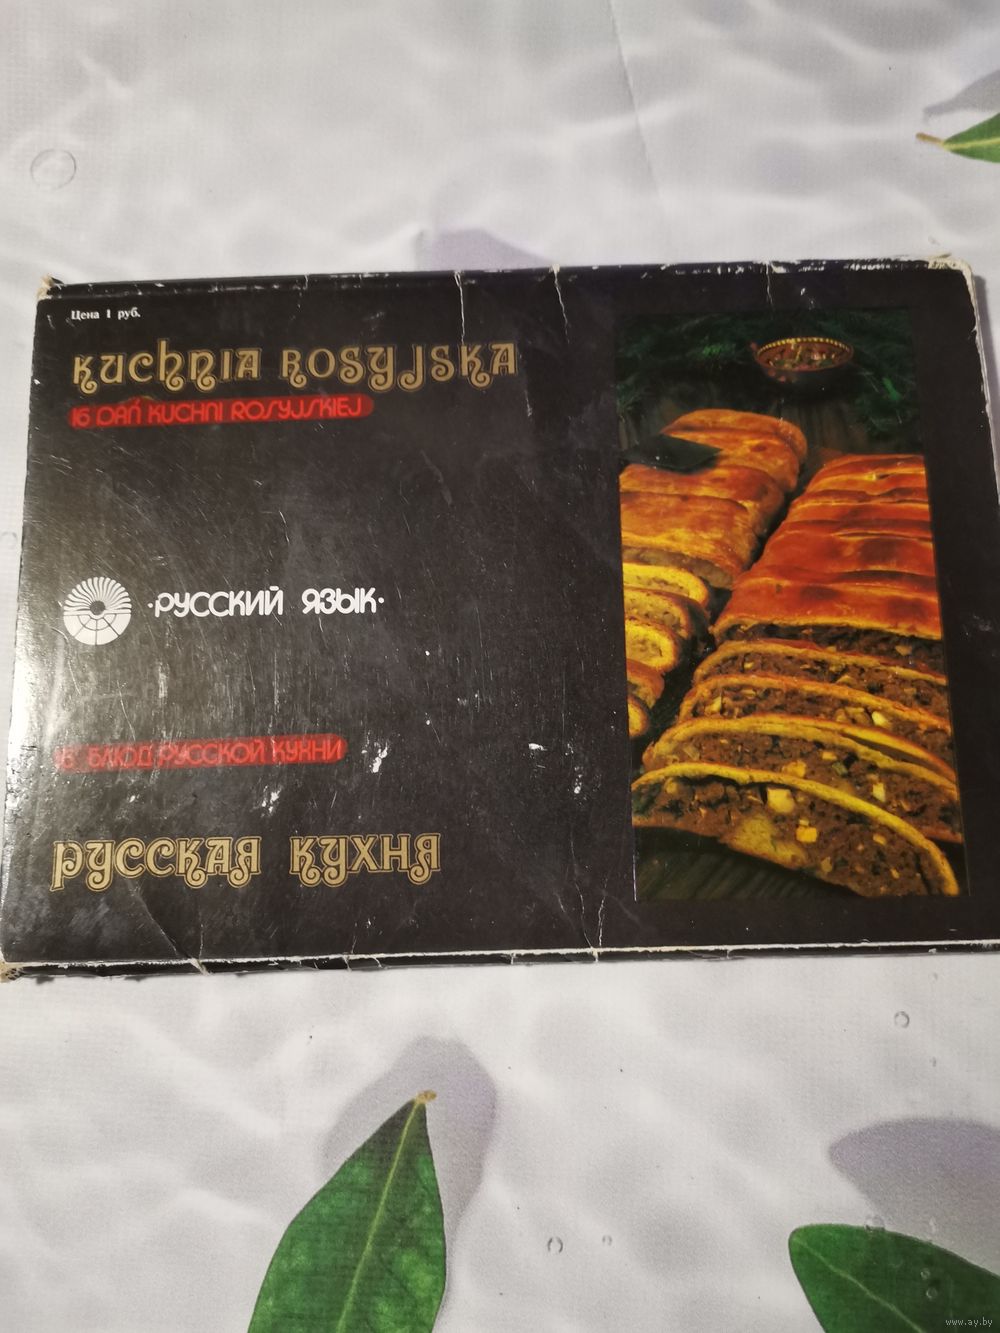 Цена 1 руб.
KUCHNIA ROSYJSKA
16 DAŃ KUCHNI ROSYJSKIEJ
·РУССКИЙ ЯЗЫК·
16 БЛЮД РУССКОЙ КУХНИ
РУССКАЯ КУХНЯ
www.ay.by